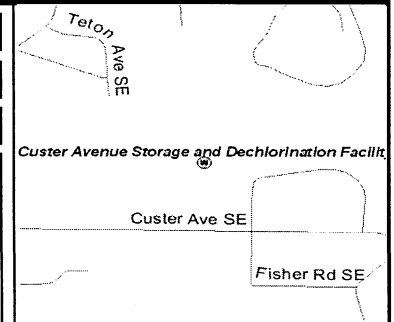 Teton
Ave SE
Custer Avenue Storage and Dechlorination Facilit
W
Custer Ave SE
Fisher Rd SE